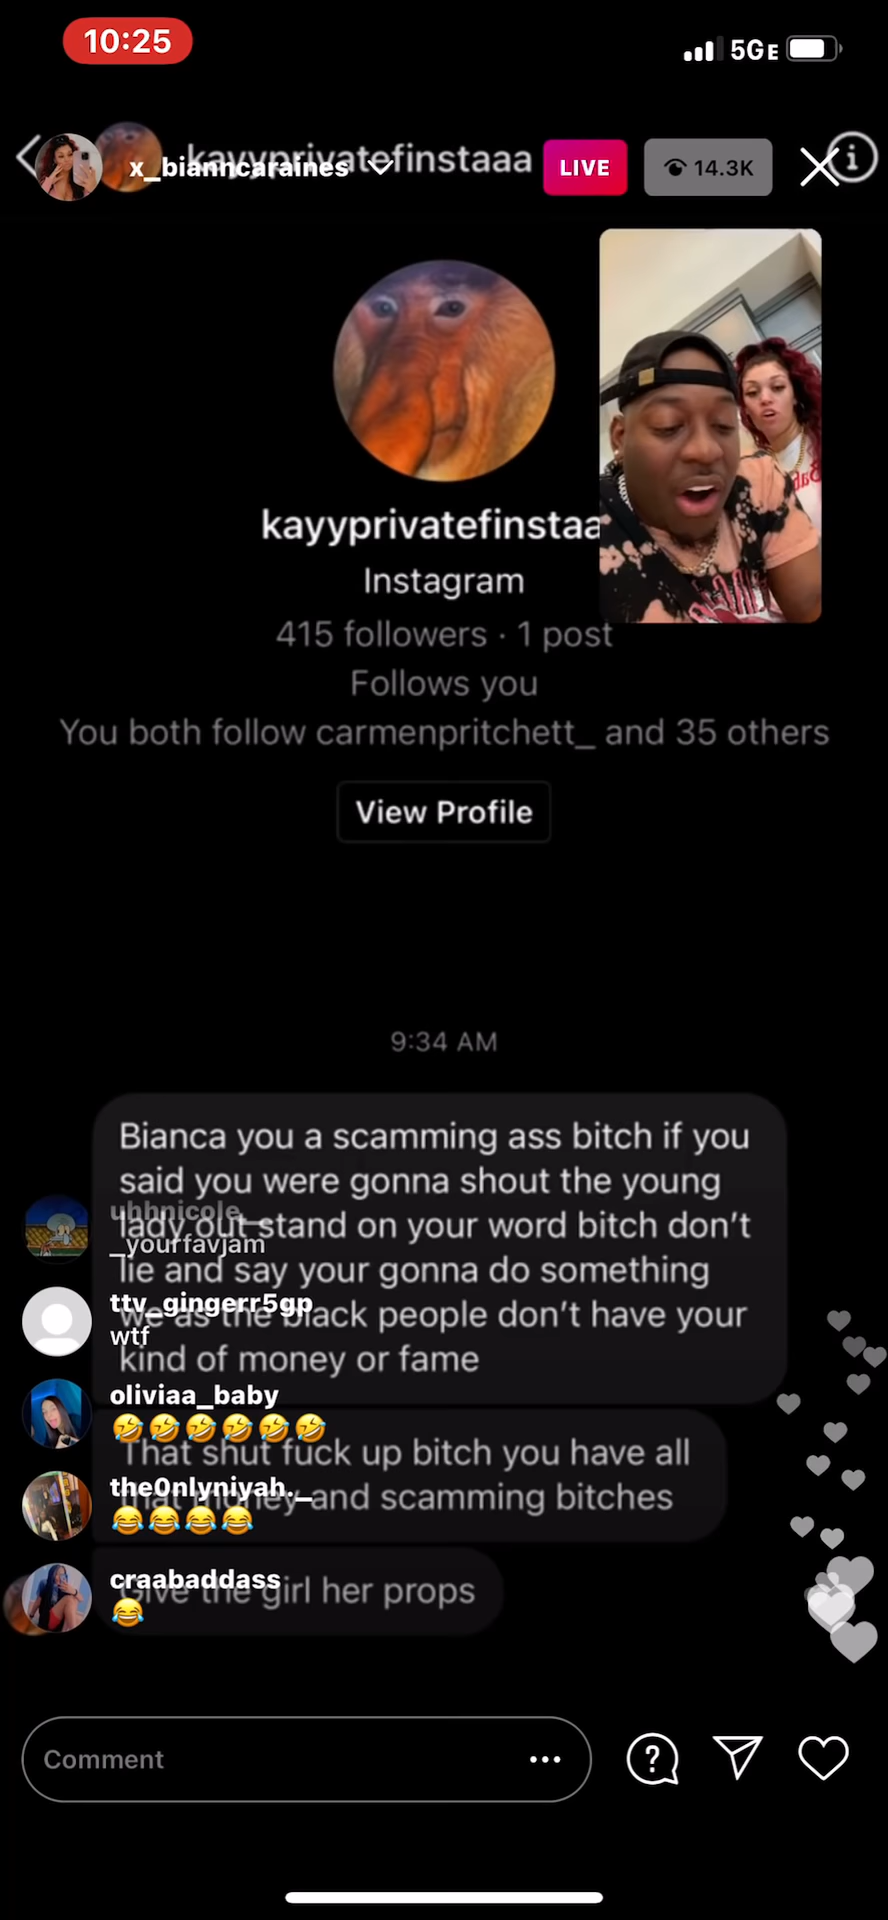 10:25
5GE
kayyprivatefinstaaa
x_bianncaraines
LIVE
14.3K
kayyprivatefinstaa
Instagram
415 followers · 1 post
Follows you
You both follow carmenpritchett_ and 35 others
View Profile
9:34 AM
Bianca you a scamming ass bitch if you
said you were gonna shout the young
lady out stand on your word bitch don't
lie and say your gonna do something
we as the black people don't have your
kind of money or fame
That shut fuck up bitch you have all
that money and scamming bitches
Give the girl her props
uhhnicole__
_yourfavjam
ttv_gingerr5gp
wtf
oliviaa_baby
🤣🤣🤣🤣🤣🤣
the0nlyniyah._
😂😂😂😂
craabaddass
😂
Comment